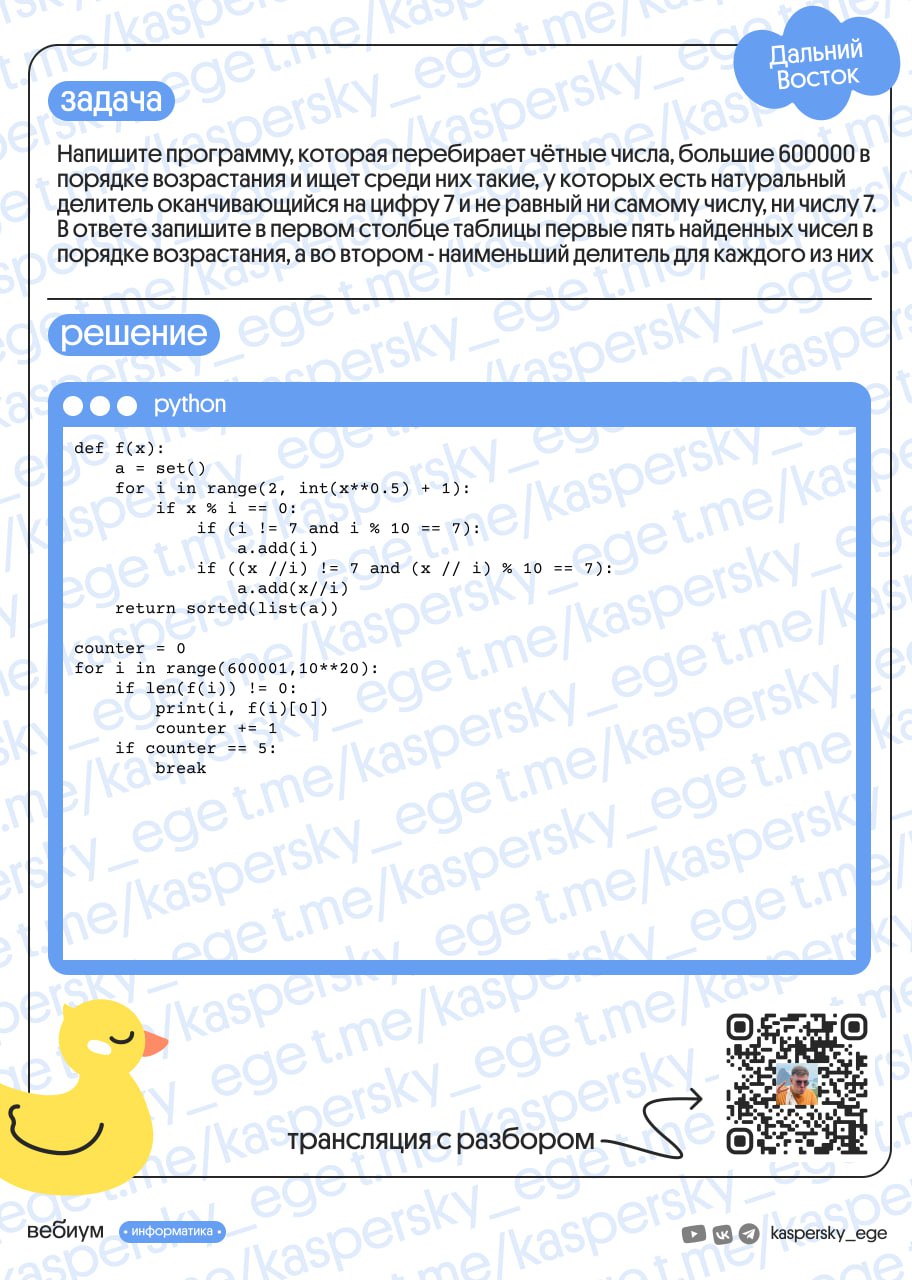 Дальний
Восток
задача
Напишите программу, которая перебирает чётные числа, большие 600000 в
порядке возрастания и ищет среди них такие, у которых есть натуральный
делитель оканчивающийся на цифру 7 и не равный ни самому числу, ни числу 7.
В ответе запишите в первом столбце таблицы первые пять найденных чисел в
порядке возрастания, а во втором - наименьший делитель для каждого из них
решение
python
def f(x):
    a = set()
    for i in range(2, int(x**0.5) + 1):
        if x % i == 0:
            if (i != 7 and i % 10 == 7):
                a.add(i)
            if ((x //i) != 7 and (x // i) % 10 == 7):
                a.add(x//i)
    return sorted(list(a))
counter = 0
for i in range(600001,10**20):
    if len(f(i)) != 0:
        print(i, f(i)[0])
        counter += 1
    if counter == 5:
        break
трансляция с разбором
вебиум
• информатика •
kaspersky_ege
t.me/kaspersky_ege